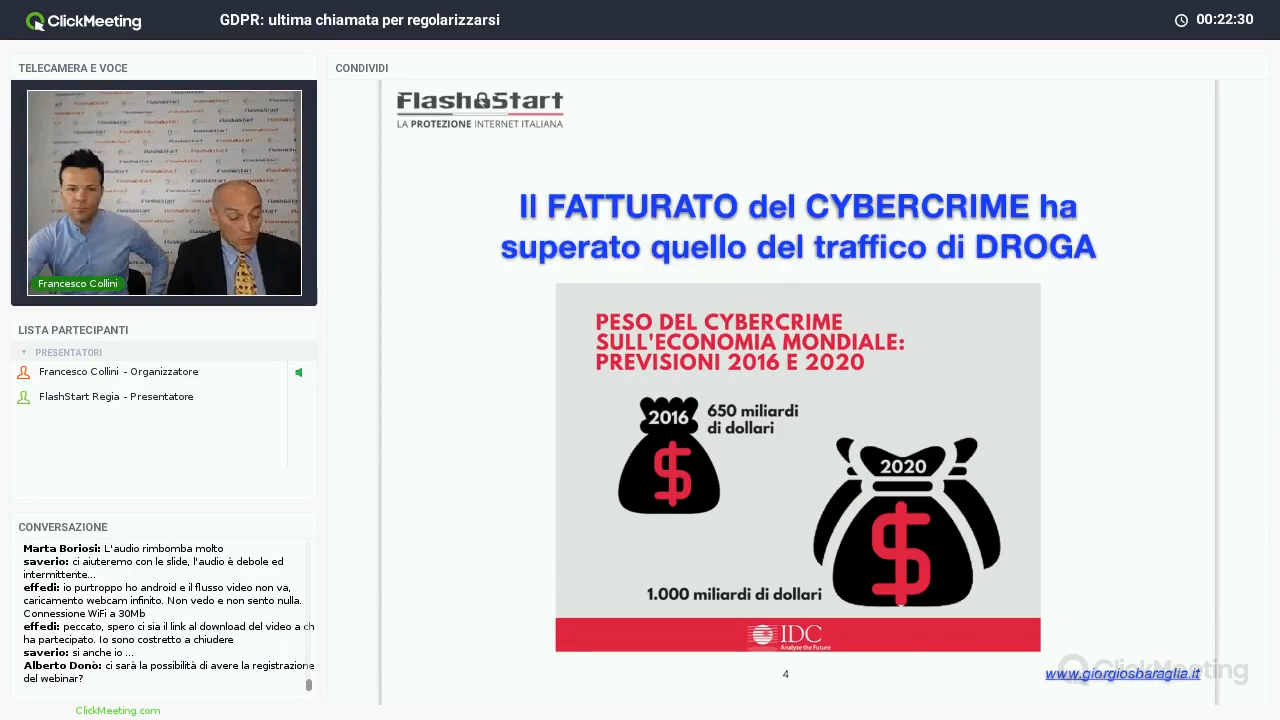 ClickMeeting
GDPR: ultima chiamata per regolarizzarsi
00:22:30
TELECAMERA E VOCE
Francesco Collini
LISTA PARTECIPANTI
PRESENTATORI
Francesco Collini - Organizzatore
FlashStart Regia - Presentatore
CONVERSAZIONE
Marta Boriosi: L'audio rimbomba molto
saverio: ci aiuteremo con le slide, l'audio è debole ed
intermittente...
effedi: io purtroppo ho android e il flusso video non va,
caricamento webcam infinito. Non vedo e non sento nulla.
Connessione WiFi a 30Mb
effedi: peccato, spero ci sia il link al download del video a ch
ha partecipato. Io sono costretto a chiudere
saverio: si anche io ...
Alberto Donò: ci sarà la possibilità di avere la registrazione
del webinar?
ClickMeeting.com
CONDIVIDI
FlashStart
LA PROTEZIONE INTERNET ITALIANA
Il FATTURATO del CYBERCRIME ha
superato quello del traffico di DROGA
PESO DEL CYBERCRIME
SULL'ECONOMIA MONDIALE:
PREVISIONI 2016 E 2020
2016
650 miliardi
di dollari
2020
1.000 miliardi di dollari
IDC
Analyze the Future
4
www.giorgiosbaraglia.it
ClickMeeting